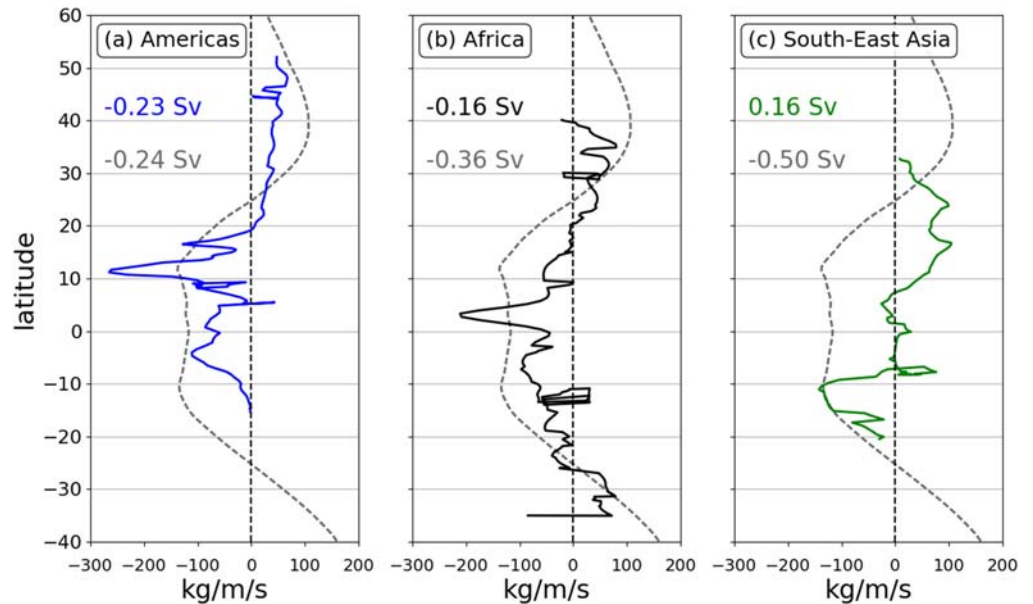 (a) Americas
(b) Africa
(c) South-East Asia
-0.23 Sv
-0.24 Sv
-0.16 Sv
-0.36 Sv
0.16 Sv
-0.50 Sv
latitude
60
50
40
30
20
10
0
−10
−20
−30
−40
−300 −200 −100 0 100 200
−300 −200 −100 0 100 200
−300 −200 −100 0 100 200
kg/m/s
kg/m/s
kg/m/s